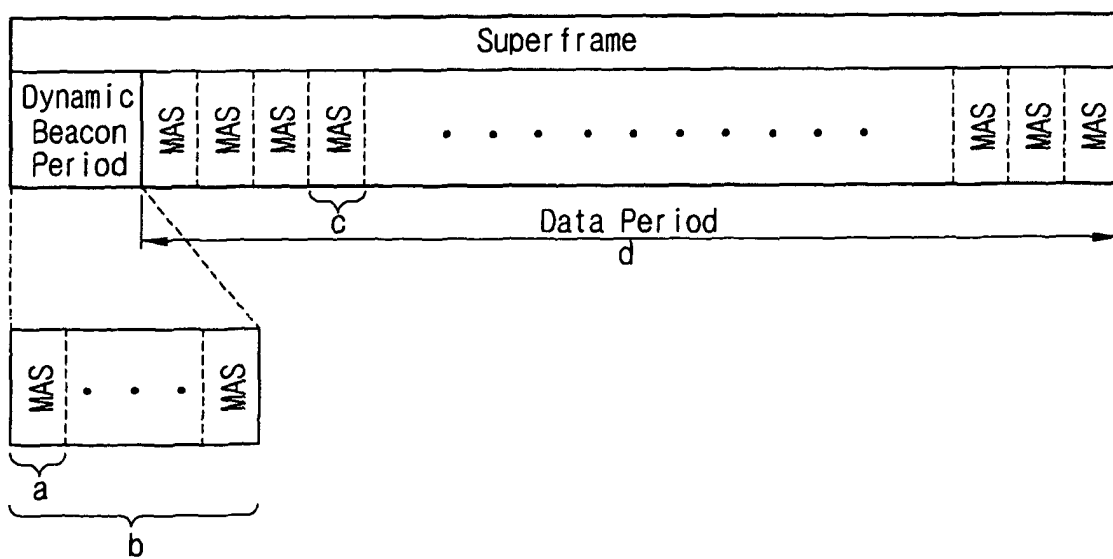 Superframe
Dynamic
Beacon
Period
MAS
MAS
MAS
MAS
MAS
MAS
MAS
c
Data Period
d
MAS
MAS
a
b